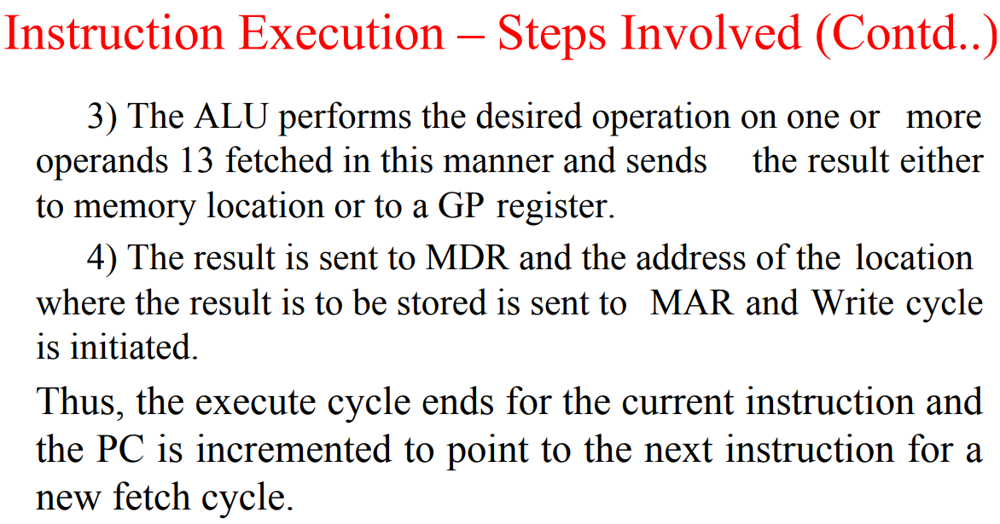 Instruction Execution – Steps Involved (Contd..)
3) The ALU performs the desired operation on one or more
operands 13 fetched in this manner and sends the result either
to memory location or to a GP register.
4) The result is sent to MDR and the address of the location
where the result is to be stored is sent to MAR and Write cycle
is initiated.
Thus, the execute cycle ends for the current instruction and
the PC is incremented to point to the next instruction for a
new fetch cycle.